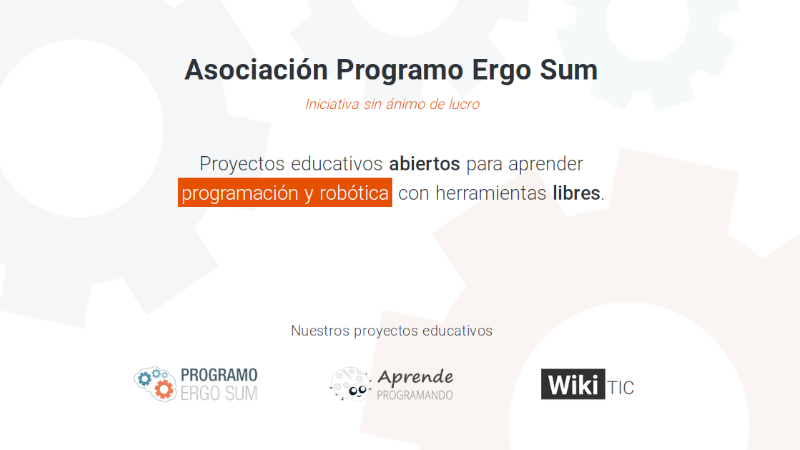 Asociación Programo Ergo Sum
Iniciativa sin ánimo de lucro
Proyectos educativos abiertos para aprender
programación y robótica con herramientas libres.
Nuestros proyectos educativos
PROGRAMO
ERGO SUM
Aprende
PROGRAMANDO
Wiki TIC